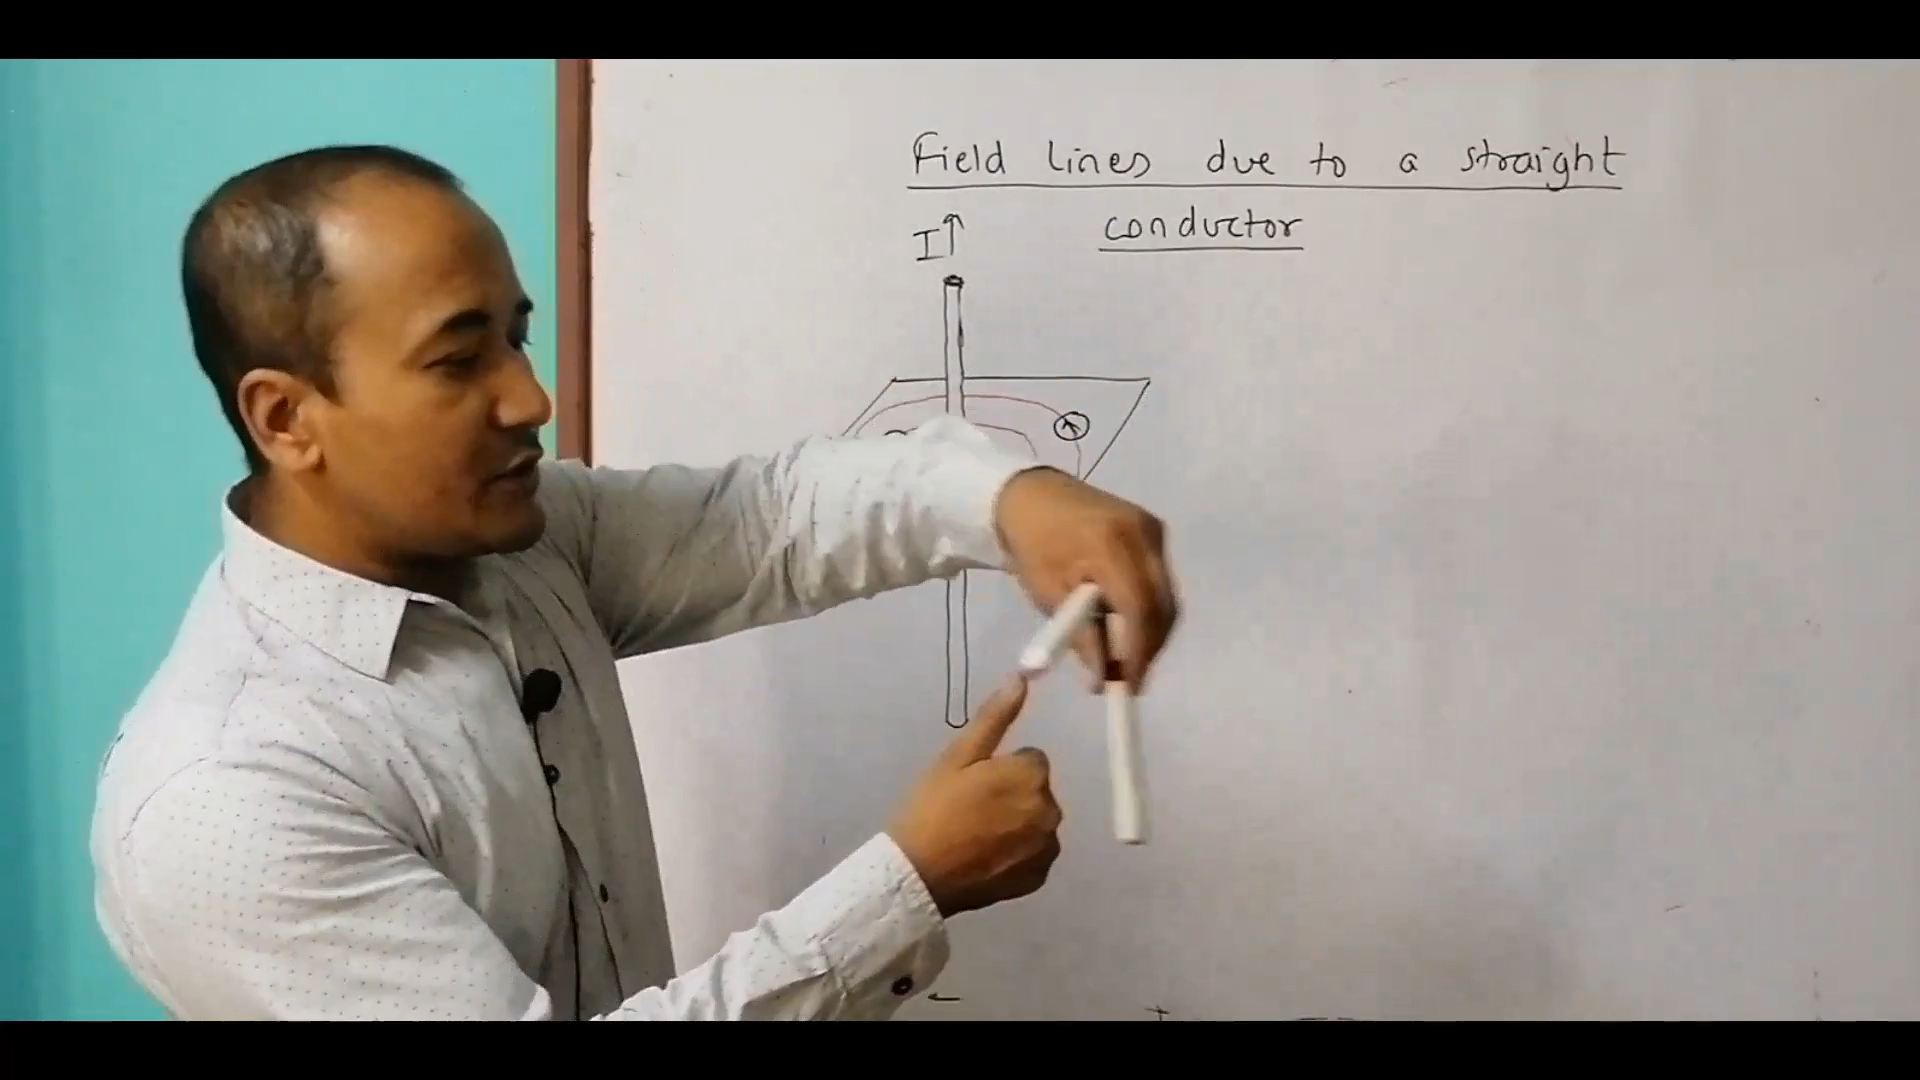 Field lines due to a straight
conductor
I↑